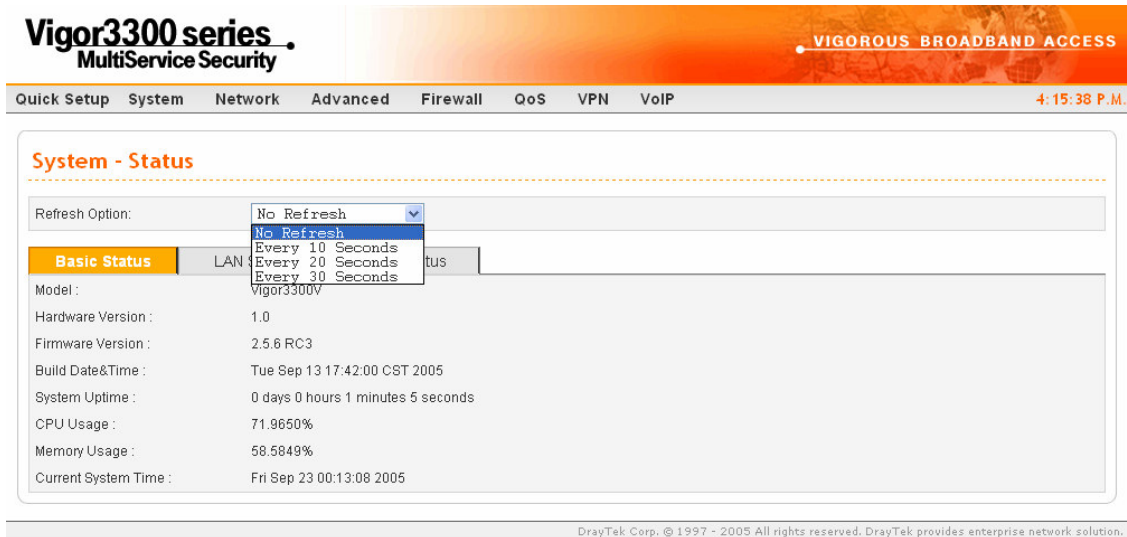 Vigor3300 series
MultiService Security
VIGOROUS BROADBAND ACCESS
Quick Setup System Network Advanced Firewall QoS VPN VoIP 4:15:38 P.M.
System - Status
Refresh Option: No Refresh
No Refresh
Every 10 Seconds
Every 20 Seconds
Every 30 Seconds
Basic Status LAN tus
Model : Vigor3300V
Hardware Version : 1.0
Firmware Version : 2.5.6 RC3
Build Date&Time : Tue Sep 13 17:42:00 CST 2005
System Uptime : 0 days 0 hours 1 minutes 5 seconds
CPU Usage : 71.9650%
Memory Usage : 58.5849%
Current System Time : Fri Sep 23 00:13:08 2005
DrayTek Corp. © 1997 - 2005 All rights reserved. DrayTek provides enterprise network solution.